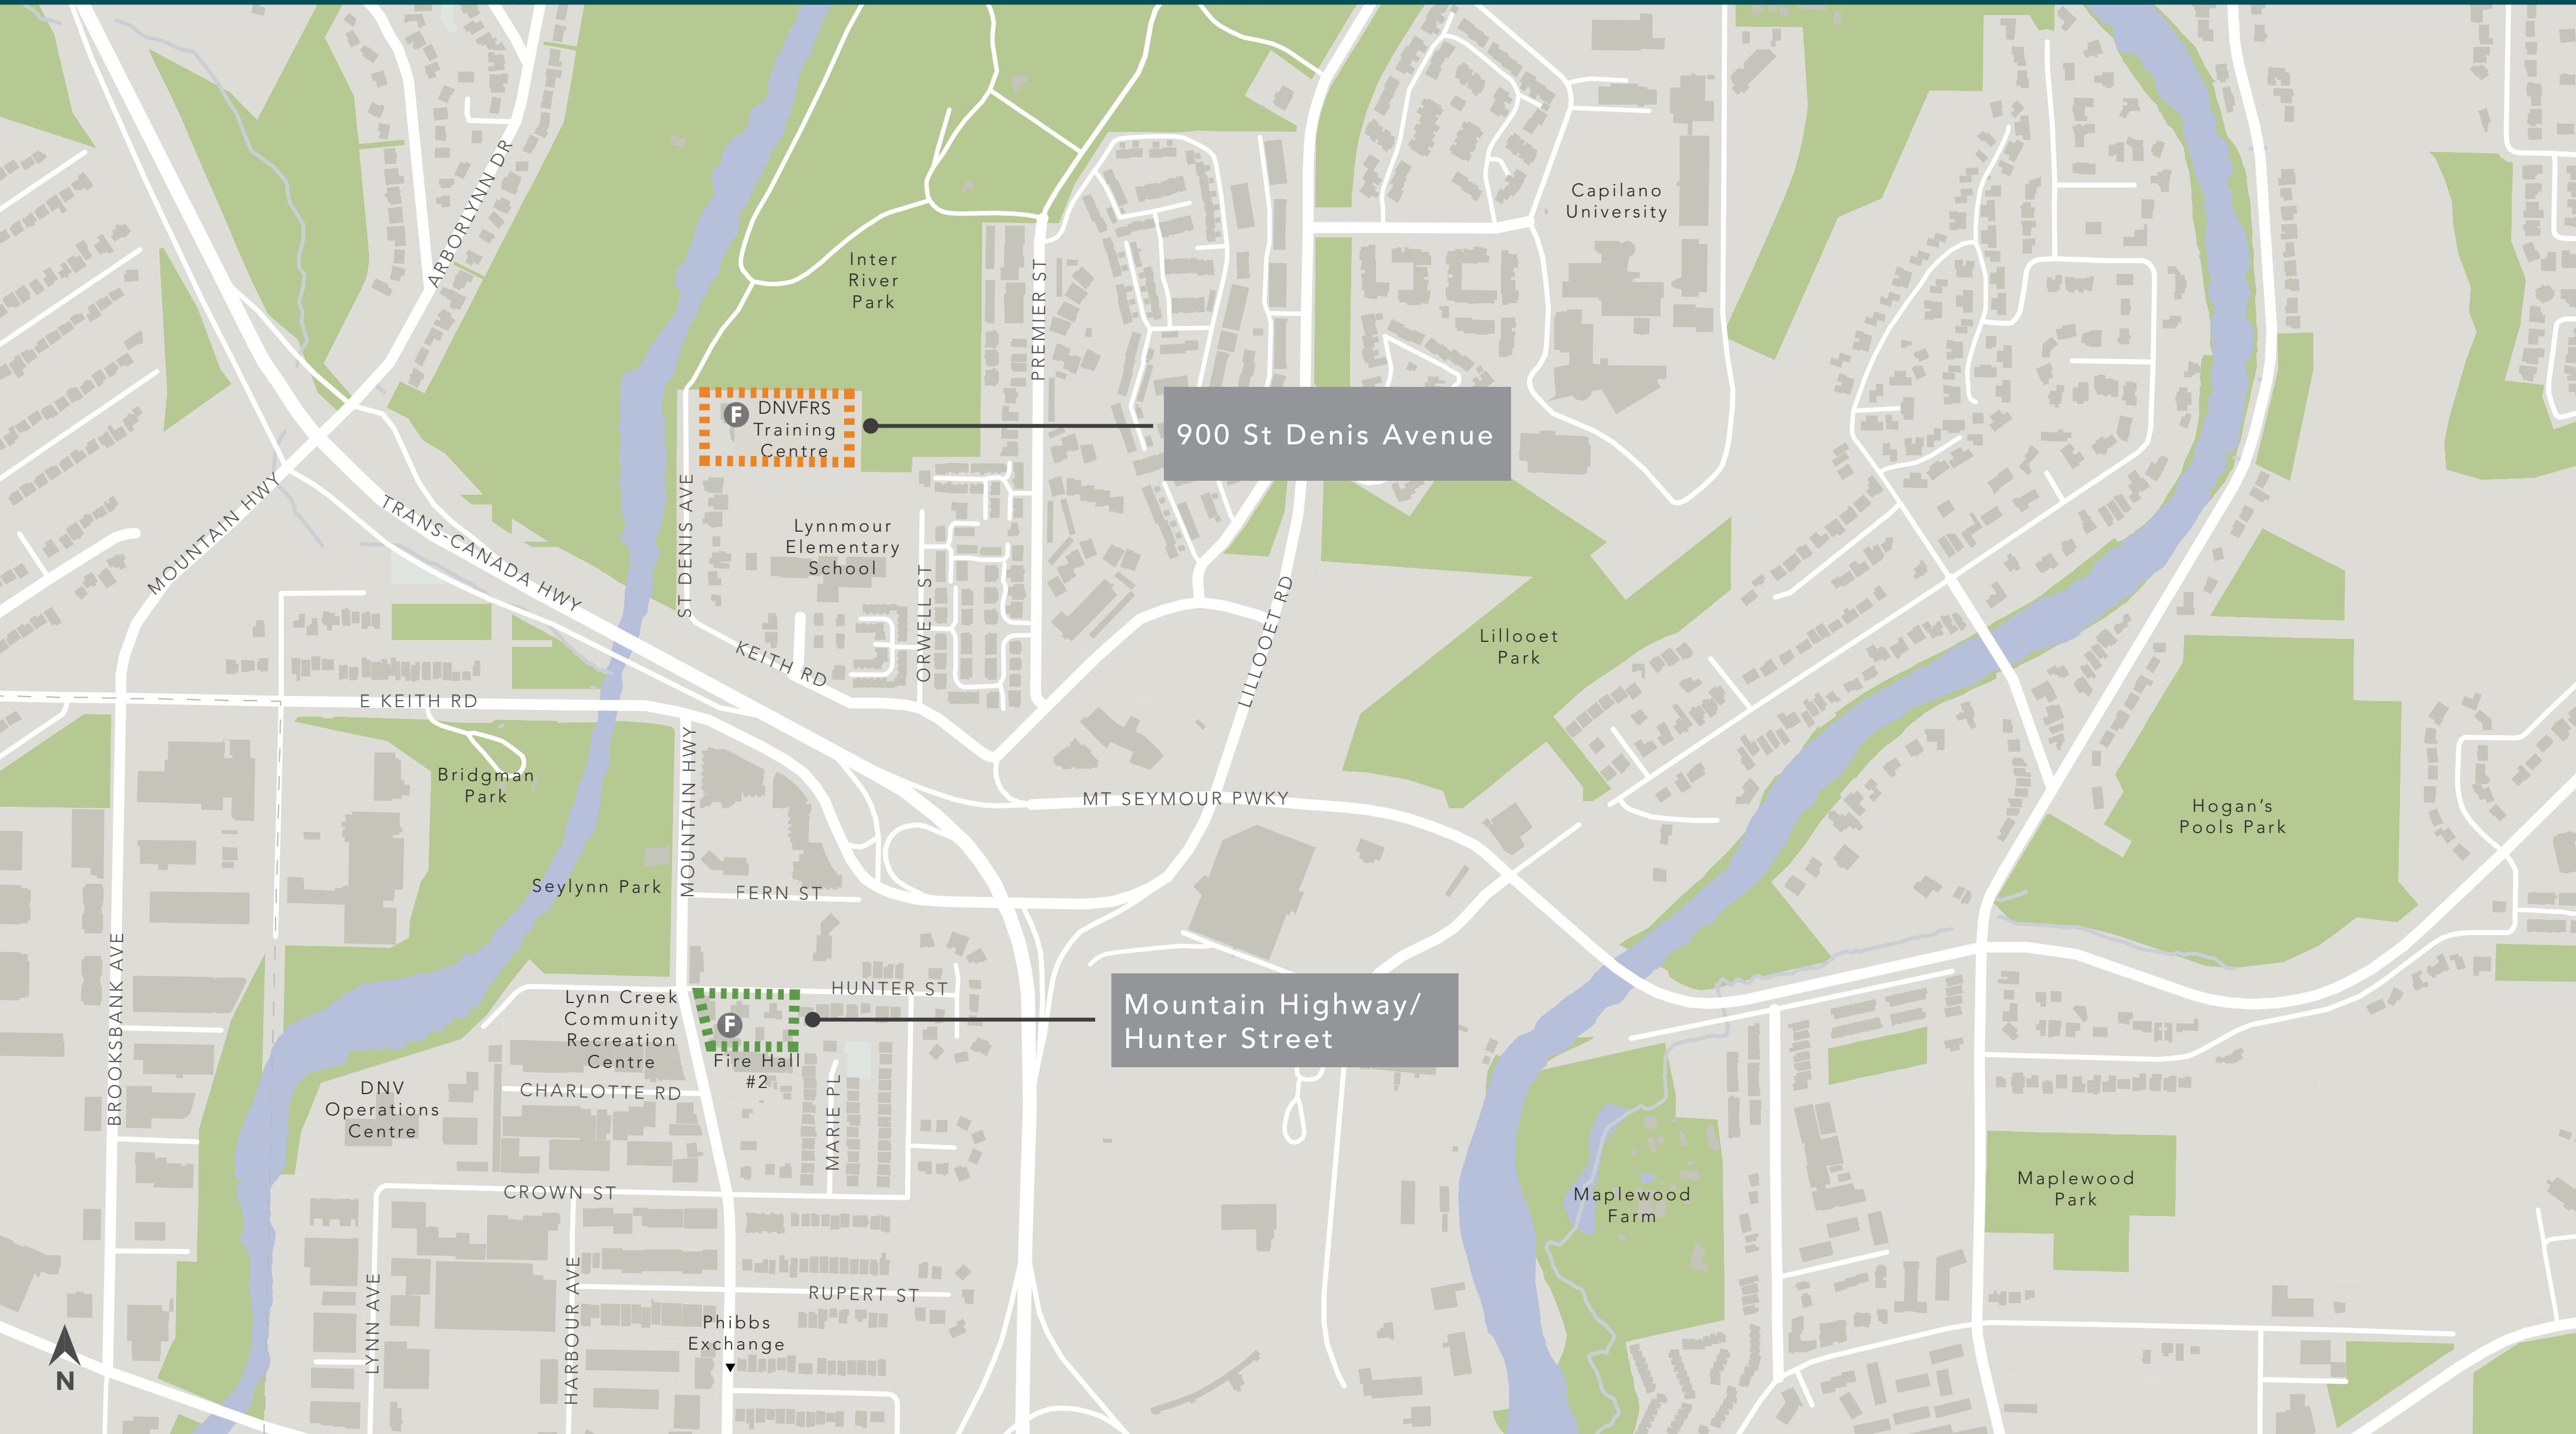 ARBORLYNN DR
Capilano
University
Inter
River
Park
PREMIER ST
F
DNVFRS
Training
Centre
900 St Denis Avenue
MOUNTAIN HWY
TRANS-CANADA HWY
ST DENIS AVE
Lynnmour
Elementary
School
ORWELL ST
KEITH RD
LILLOOET RD
Lillooet
Park
E KEITH RD
Bridgman
Park
MOUNTAIN HWY
MT SEYMOUR PWKY
Hogan's
Pools Park
Seylynn Park
FERN ST
BROOKSBANK AVE
Lynn Creek
Community
Recreation
Centre
HUNTER ST
F
Fire Hall
#2
Mountain Highway/
Hunter Street
DNV
Operations
Centre
CHARLOTTE RD
MARIE PL
CROWN ST
Maplewood
Farm
Maplewood
Park
LYNN AVE
HARBOUR AVE
RUPERT ST
Phibbs
Exchange
N